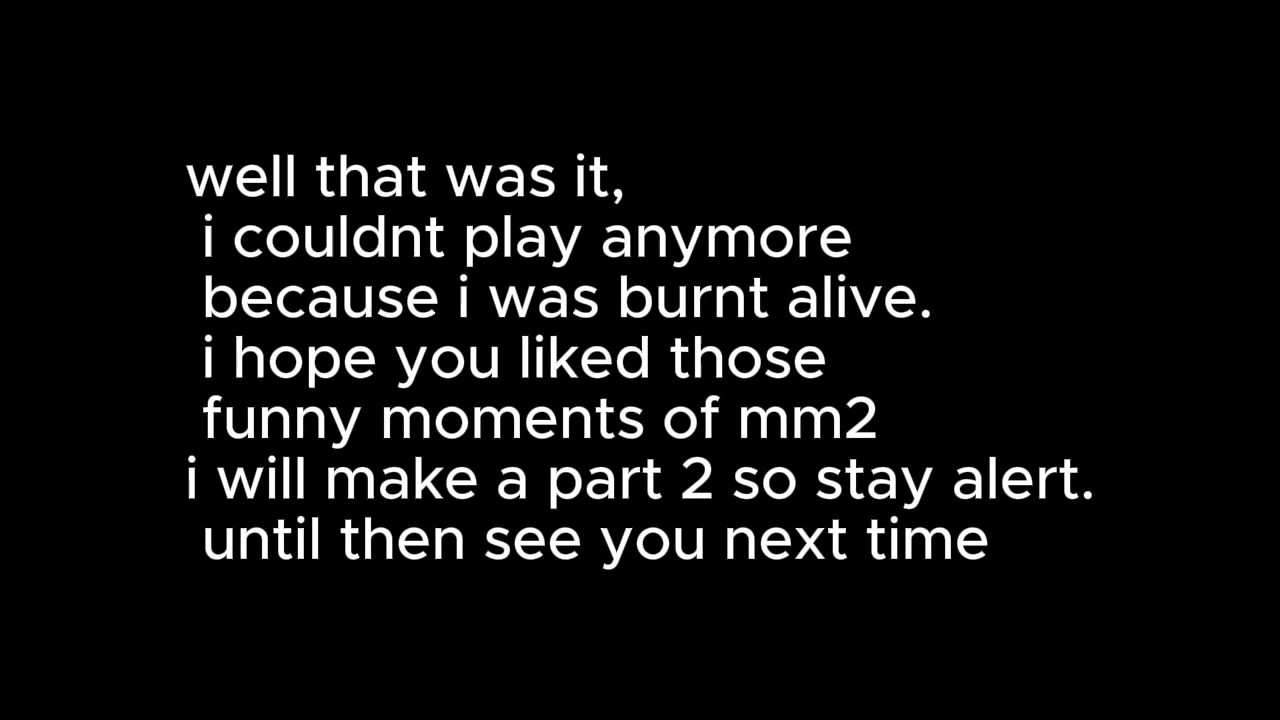 well that was it,
i couldnt play anymore
because i was burnt alive.
i hope you liked those
funny moments of mm2
i will make a part 2 so stay alert.
until then see you next time